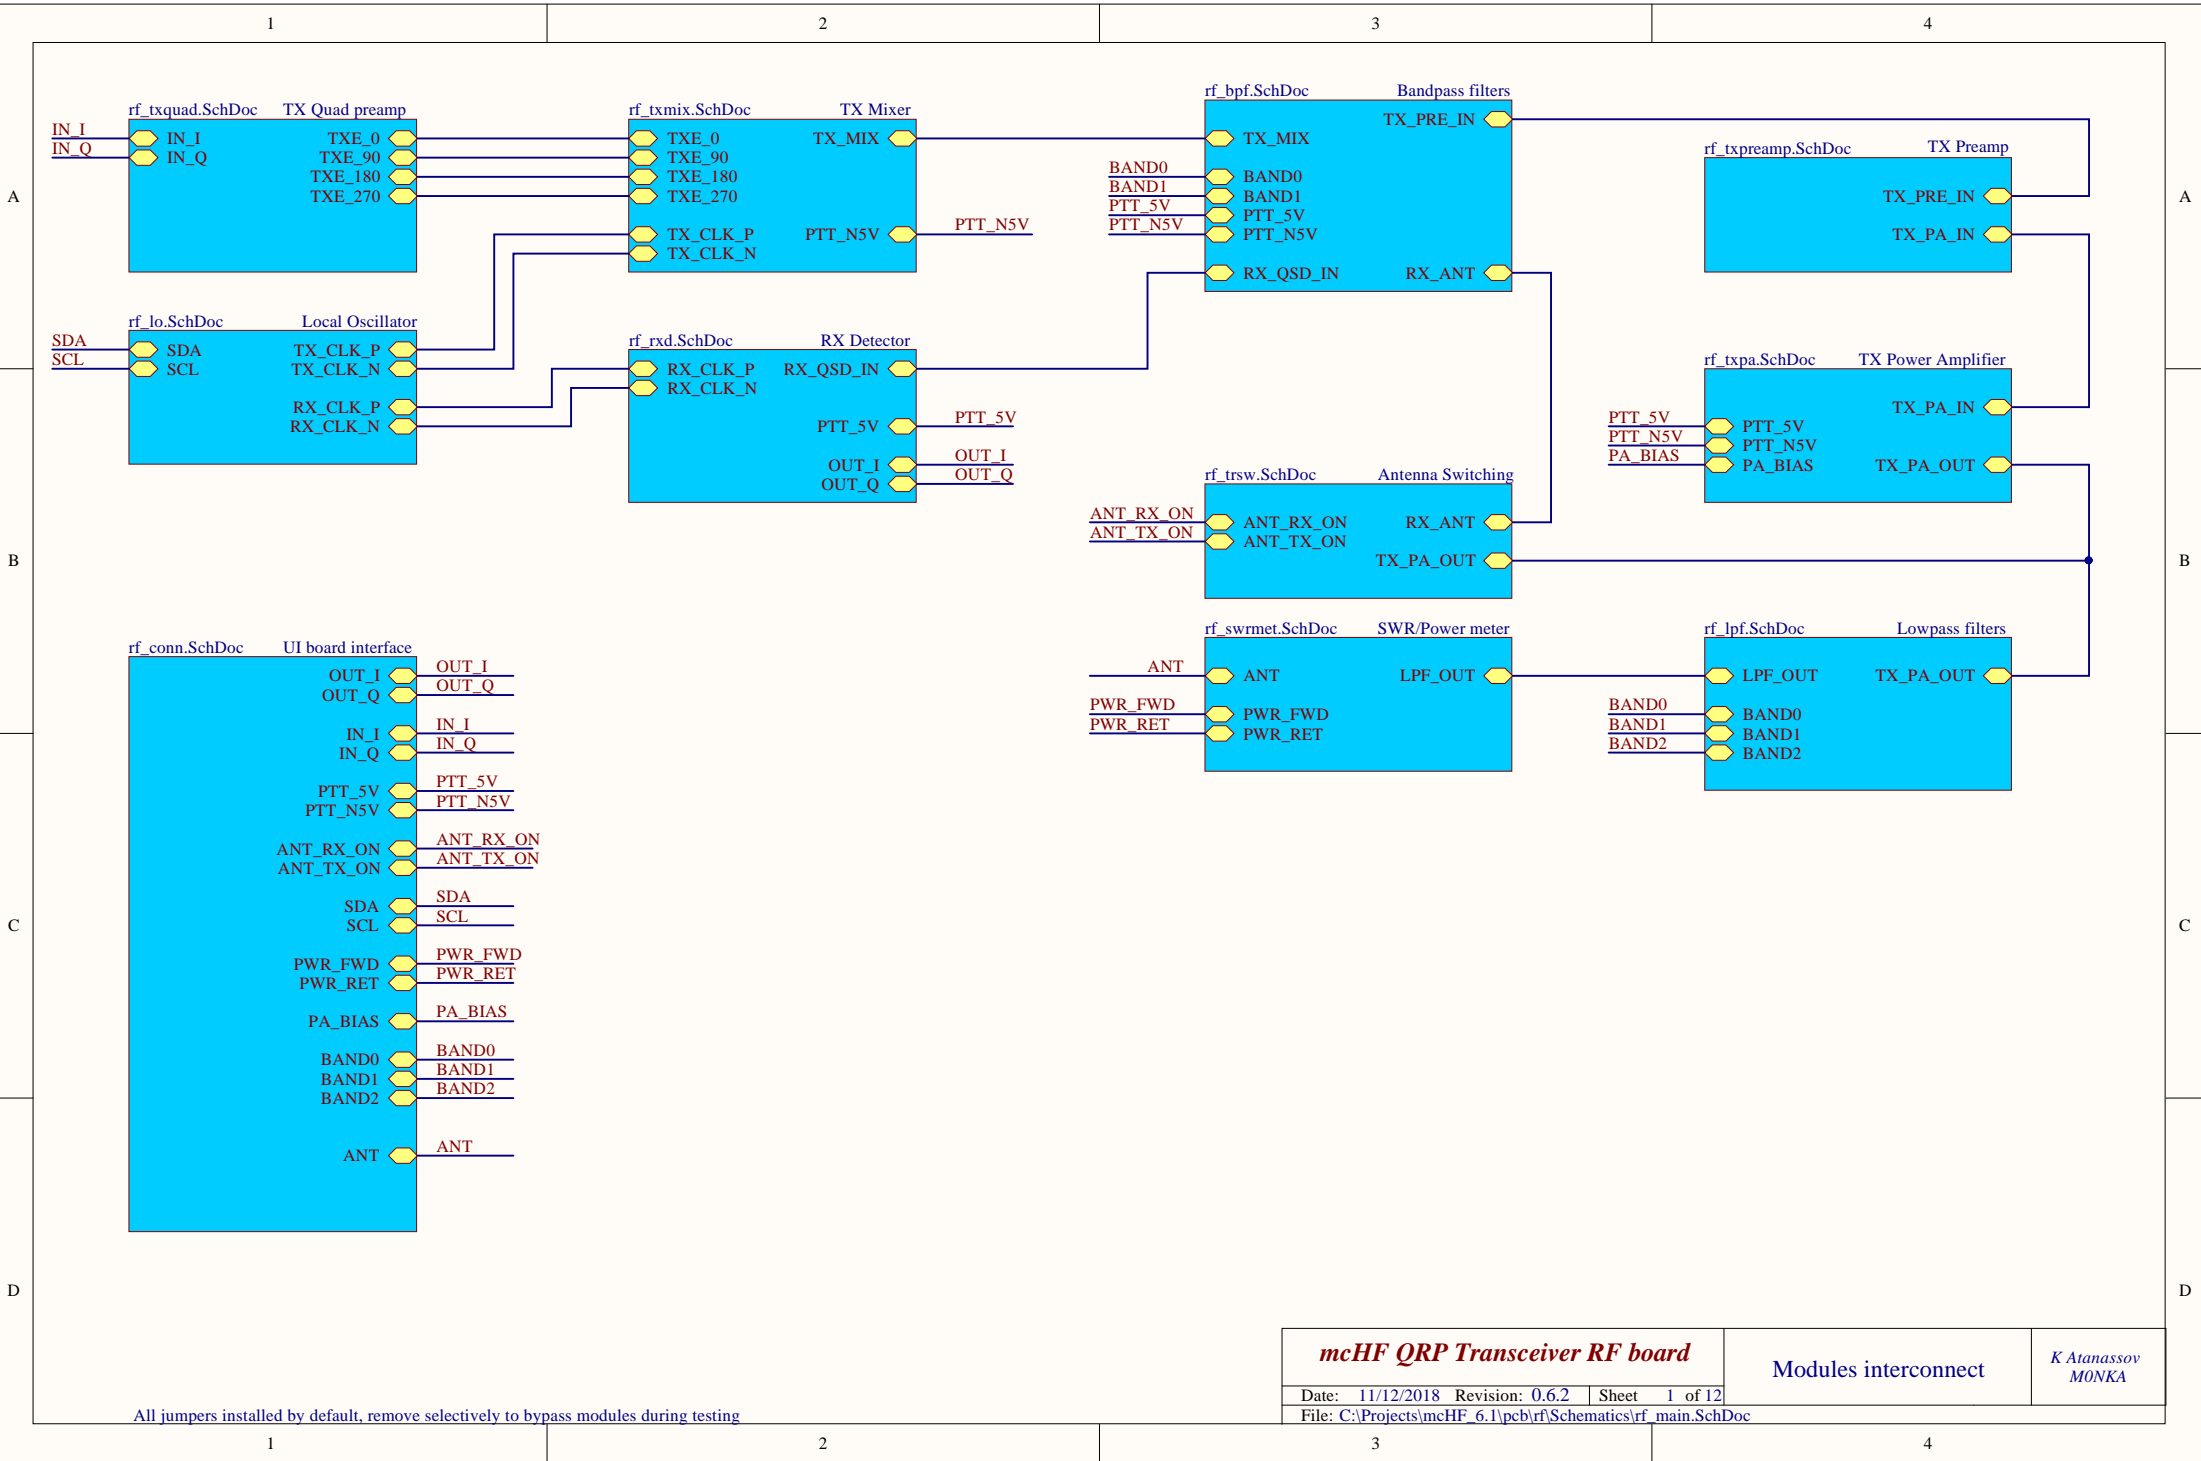 1 2 3 4
A A
B B
C C
D D
rf_txquad.SchDoc TX Quad preamp
IN_I
IN_Q
IN_I
IN_Q
TXE_0
TXE_90
TXE_180
TXE_270
rf_txmix.SchDoc TX Mixer
TXE_0
TXE_90
TXE_180
TXE_270
TX_CLK_P
TX_CLK_N
TX_MIX
PTT_N5V
PTT_N5V
rf_bpf.SchDoc Bandpass filters
BAND0
BAND1
PTT_5V
PTT_N5V
TX_MIX
BAND0
BAND1
PTT_5V
PTT_N5V
RX_QSD_IN
TX_PRE_IN
RX_ANT
rf_txpreamp.SchDoc TX Preamp
TX_PRE_IN
TX_PA_IN
rf_lo.SchDoc Local Oscillator
SDA
SCL
SDA
SCL
TX_CLK_P
TX_CLK_N
RX_CLK_P
RX_CLK_N
rf_rxd.SchDoc RX Detector
RX_CLK_P
RX_CLK_N
RX_QSD_IN
PTT_5V
OUT_I
OUT_Q
PTT_5V
OUT_I
OUT_Q
rf_txpa.SchDoc TX Power Amplifier
PTT_5V
PTT_N5V
PA_BIAS
PTT_5V
PTT_N5V
PA_BIAS
TX_PA_IN
TX_PA_OUT
rf_trsw.SchDoc Antenna Switching
ANT_RX_ON
ANT_TX_ON
ANT_RX_ON
ANT_TX_ON
RX_ANT
TX_PA_OUT
rf_swrmet.SchDoc SWR/Power meter
ANT
PWR_FWD
PWR_RET
ANT
PWR_FWD
PWR_RET
LPF_OUT
rf_lpf.SchDoc Lowpass filters
BAND0
BAND1
BAND2
LPF_OUT
BAND0
BAND1
BAND2
TX_PA_OUT
rf_conn.SchDoc UI board interface
OUT_I OUT_I
OUT_Q OUT_Q
IN_I IN_I
IN_Q IN_Q
PTT_5V PTT_5V
PTT_N5V PTT_N5V
ANT_RX_ON ANT_RX_ON
ANT_TX_ON ANT_TX_ON
SDA SDA
SCL SCL
PWR_FWD PWR_FWD
PWR_RET PWR_RET
PA_BIAS PA_BIAS
BAND0 BAND0
BAND1 BAND1
BAND2 BAND2
ANT ANT
All jumpers installed by default, remove selectively to bypass modules during testing
mcHF QRP Transceiver RF board
Modules interconnect
K Atanassov
M0NKA
Date: 11/12/2018 Revision: 0.6.2 Sheet 1 of 12
File: C:\Projects\mcHF_6.1\pcb\rf\Schematics\rf_main.SchDoc
1 2 3 4